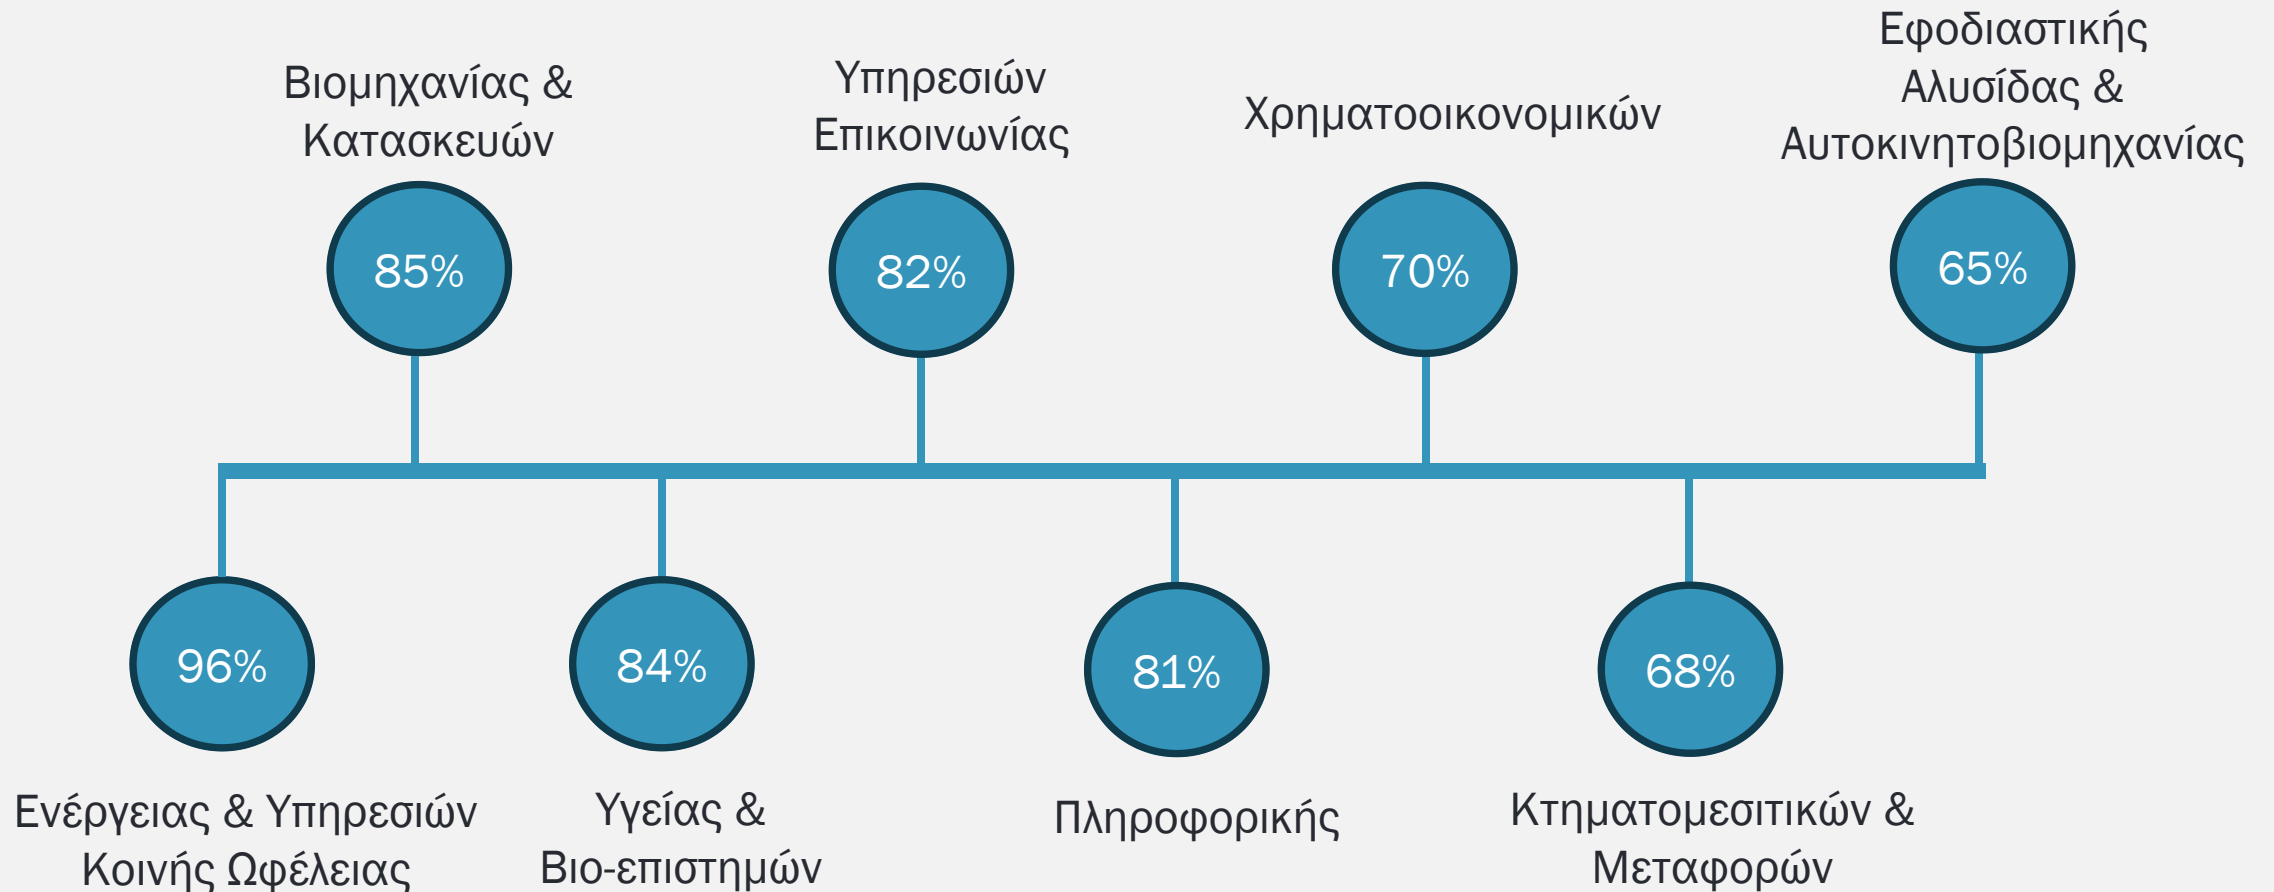 Βιομηχανίας &
Κατασκευών
85%
Υπηρεσιών
Επικοινωνίας
82%
Χρηματοοικονομικών
70%
Εφοδιαστικής
Αλυσίδας &
Αυτοκινητοβιομηχανίας
65%
96%
Ενέργειας & Υπηρεσιών
Κοινής Ωφέλειας
84%
Υγείας &
Βιο-επιστημών
81%
Πληροφορικής
68%
Κτηματομεσιτικών &
Μεταφορών